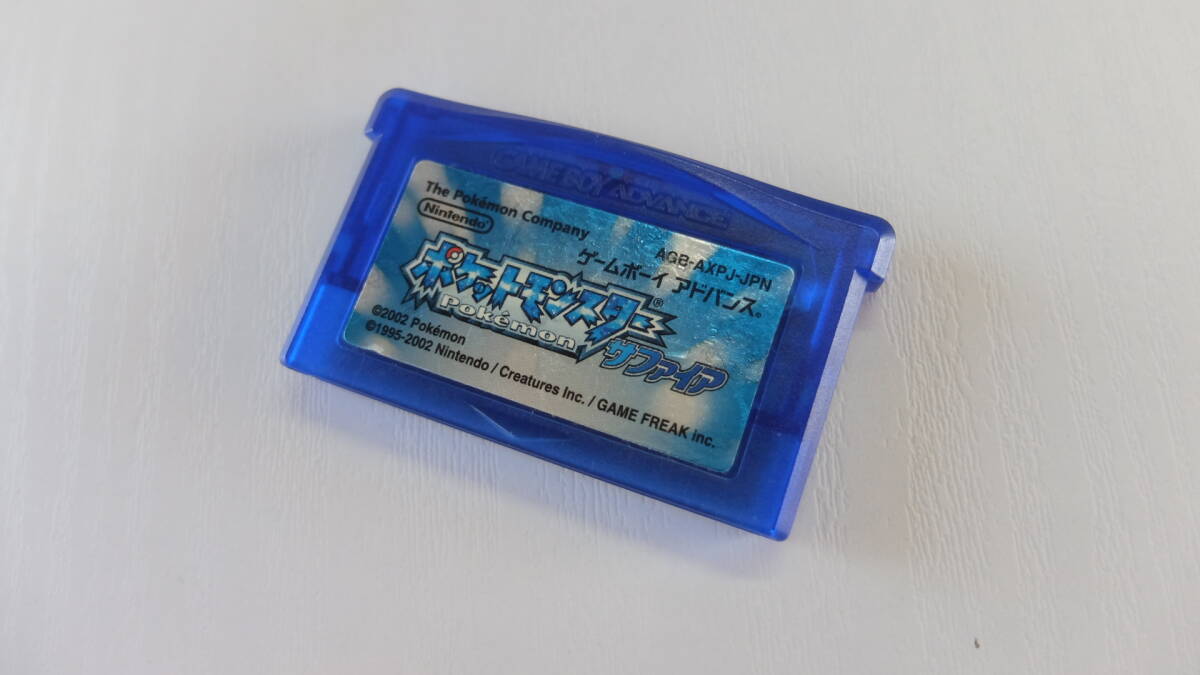 GAME BOY ADVANCE
The Pokémon Company
Nintendo®
AGB-AXPJ-JPN
ゲームボーイ アドバンス®
ポケットモンスター®
Pokémon
サファイア
©2002 Pokémon
©1995-2002 Nintendo / Creatures Inc. / GAME FREAK inc.